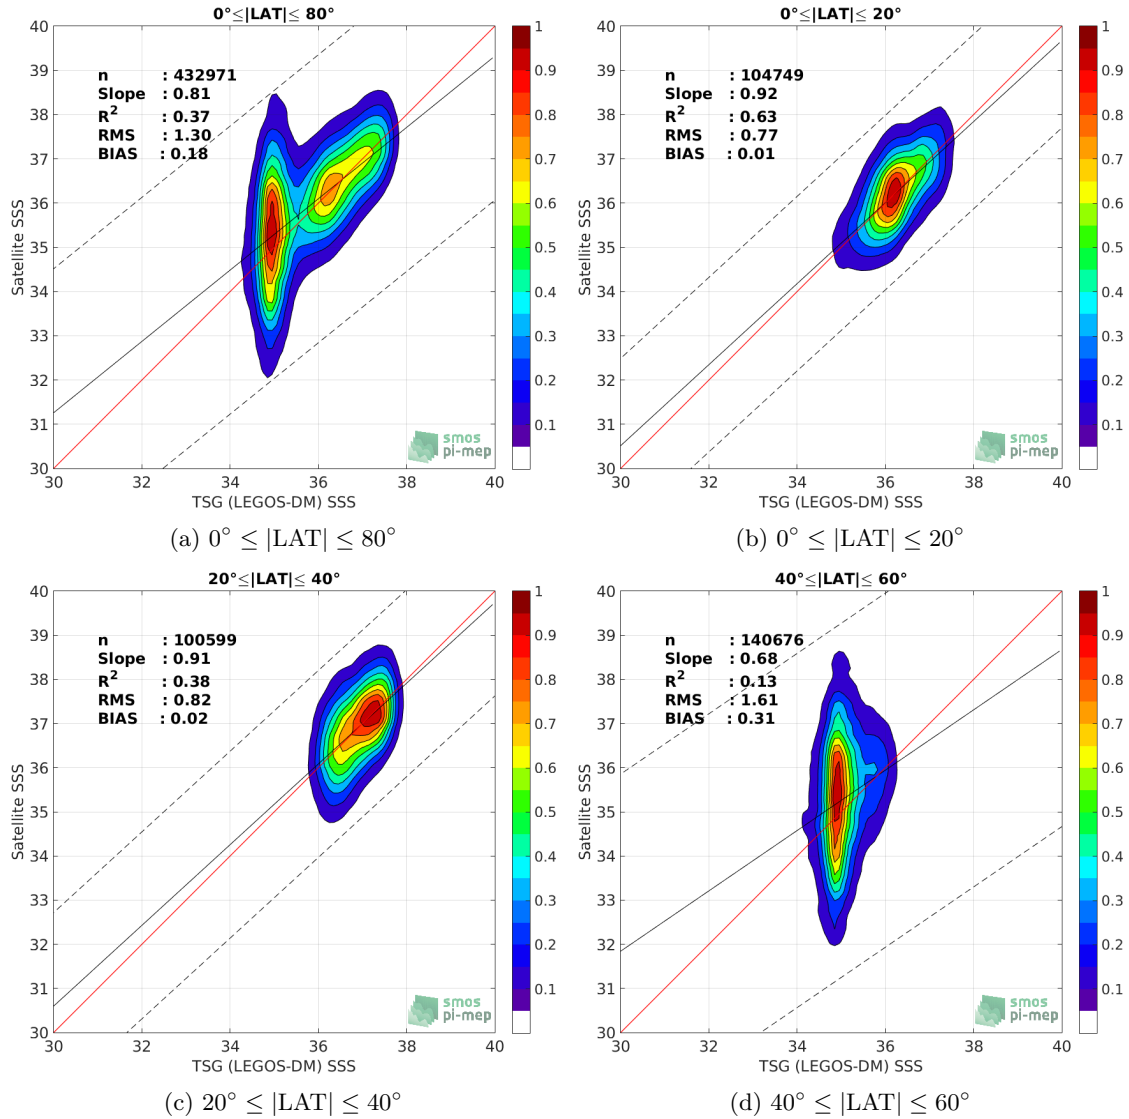 0°≤|LAT|≤ 80°
40
39
38
37
36
35
34
33
32
31
30
Satellite SSS
n : 432971
Slope : 0.81
R² : 0.37
RMS : 1.30
BIAS : 0.18
smos
pi-mep
30 32 34 36 38 40
TSG (LEGOS-DM) SSS
1
0.9
0.8
0.7
0.6
0.5
0.4
0.3
0.2
0.1
(a) 0° ≤ |LAT| ≤ 80°
0°≤|LAT|≤ 20°
40
39
38
37
36
35
34
33
32
31
30
Satellite SSS
n : 104749
Slope : 0.92
R² : 0.63
RMS : 0.77
BIAS : 0.01
smos
pi-mep
30 32 34 36 38 40
TSG (LEGOS-DM) SSS
1
0.9
0.8
0.7
0.6
0.5
0.4
0.3
0.2
0.1
(b) 0° ≤ |LAT| ≤ 20°
20°≤|LAT|≤ 40°
40
39
38
37
36
35
34
33
32
31
30
Satellite SSS
n : 100599
Slope : 0.91
R² : 0.38
RMS : 0.82
BIAS : 0.02
smos
pi-mep
30 32 34 36 38 40
TSG (LEGOS-DM) SSS
1
0.9
0.8
0.7
0.6
0.5
0.4
0.3
0.2
0.1
(c) 20° ≤ |LAT| ≤ 40°
40°≤|LAT|≤ 60°
40
39
38
37
36
35
34
33
32
31
30
Satellite SSS
n : 140676
Slope : 0.68
R² : 0.13
RMS : 1.61
BIAS : 0.31
smos
pi-mep
30 32 34 36 38 40
TSG (LEGOS-DM) SSS
1
0.9
0.8
0.7
0.6
0.5
0.4
0.3
0.2
0.1
(d) 40° ≤ |LAT| ≤ 60°